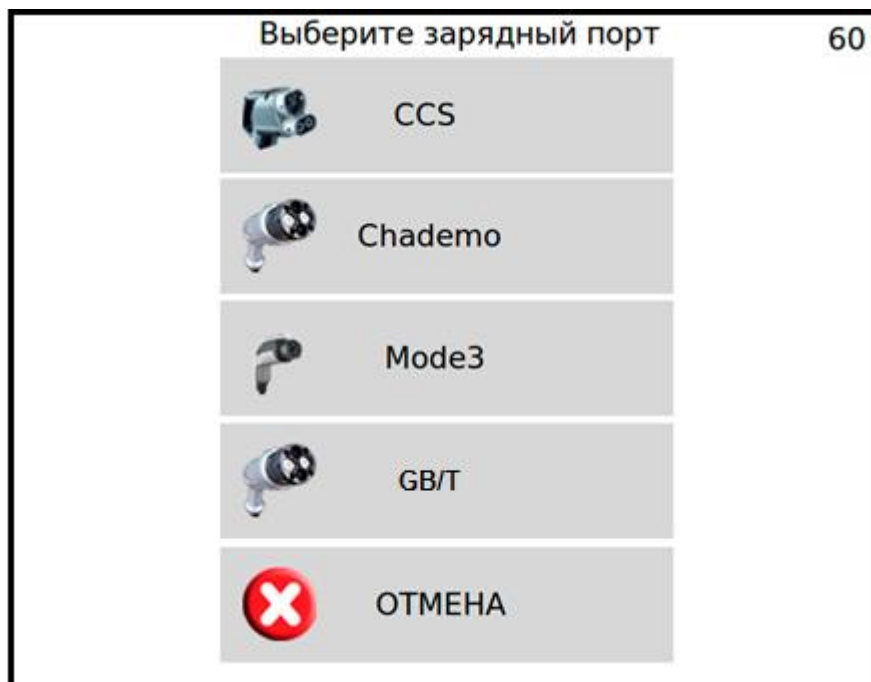 Выберите зарядный порт
60
CCS
Chademo
Mode3
GB/T
ОТМЕНА